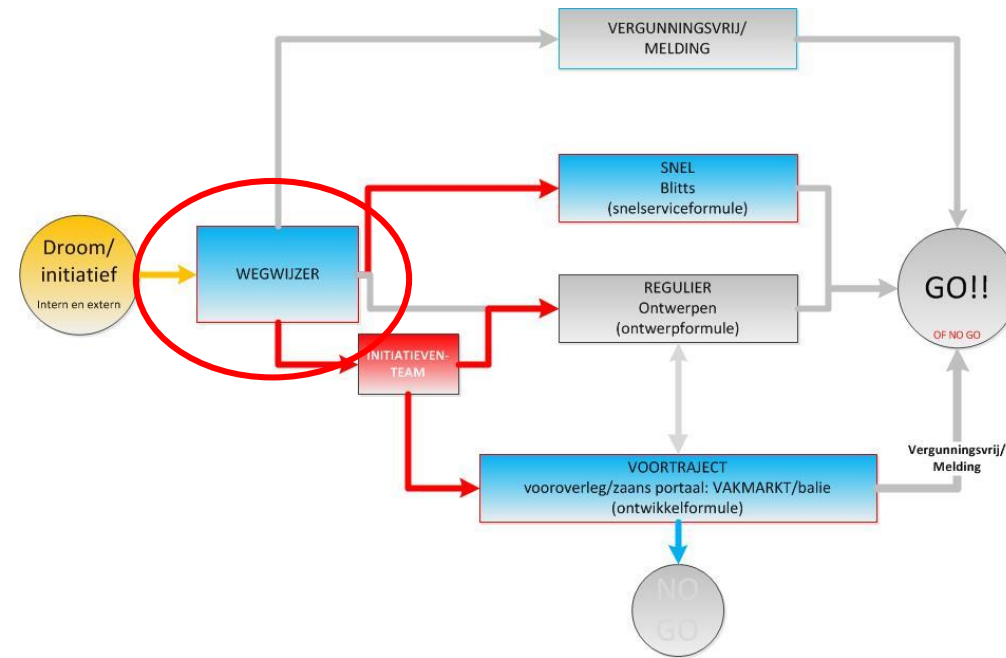 VERGUNNINGSVRIJ/
MELDING
SNEL
Blitts
(snelserviceformule)
Droom/
initiatief
Intern en extern
WEGWIJZER
REGULIER
Ontwerpen
(ontwerpformule)
GO!!
OF NO GO
INITIATIEVEN-
TEAM
Vergunningsvrij/
Melding
VOORTRAJECT
vooroverleg/zaans portaal: VAKMARKT/balie
(ontwikkelformule)
NO
GO